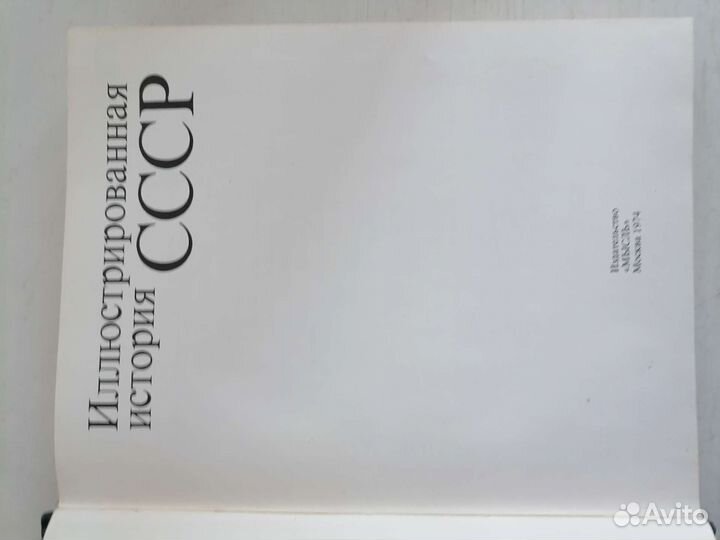 Иллюстрированная
история СССР
Издательство
«МЫСЛЬ»
Москва 1974
Avito